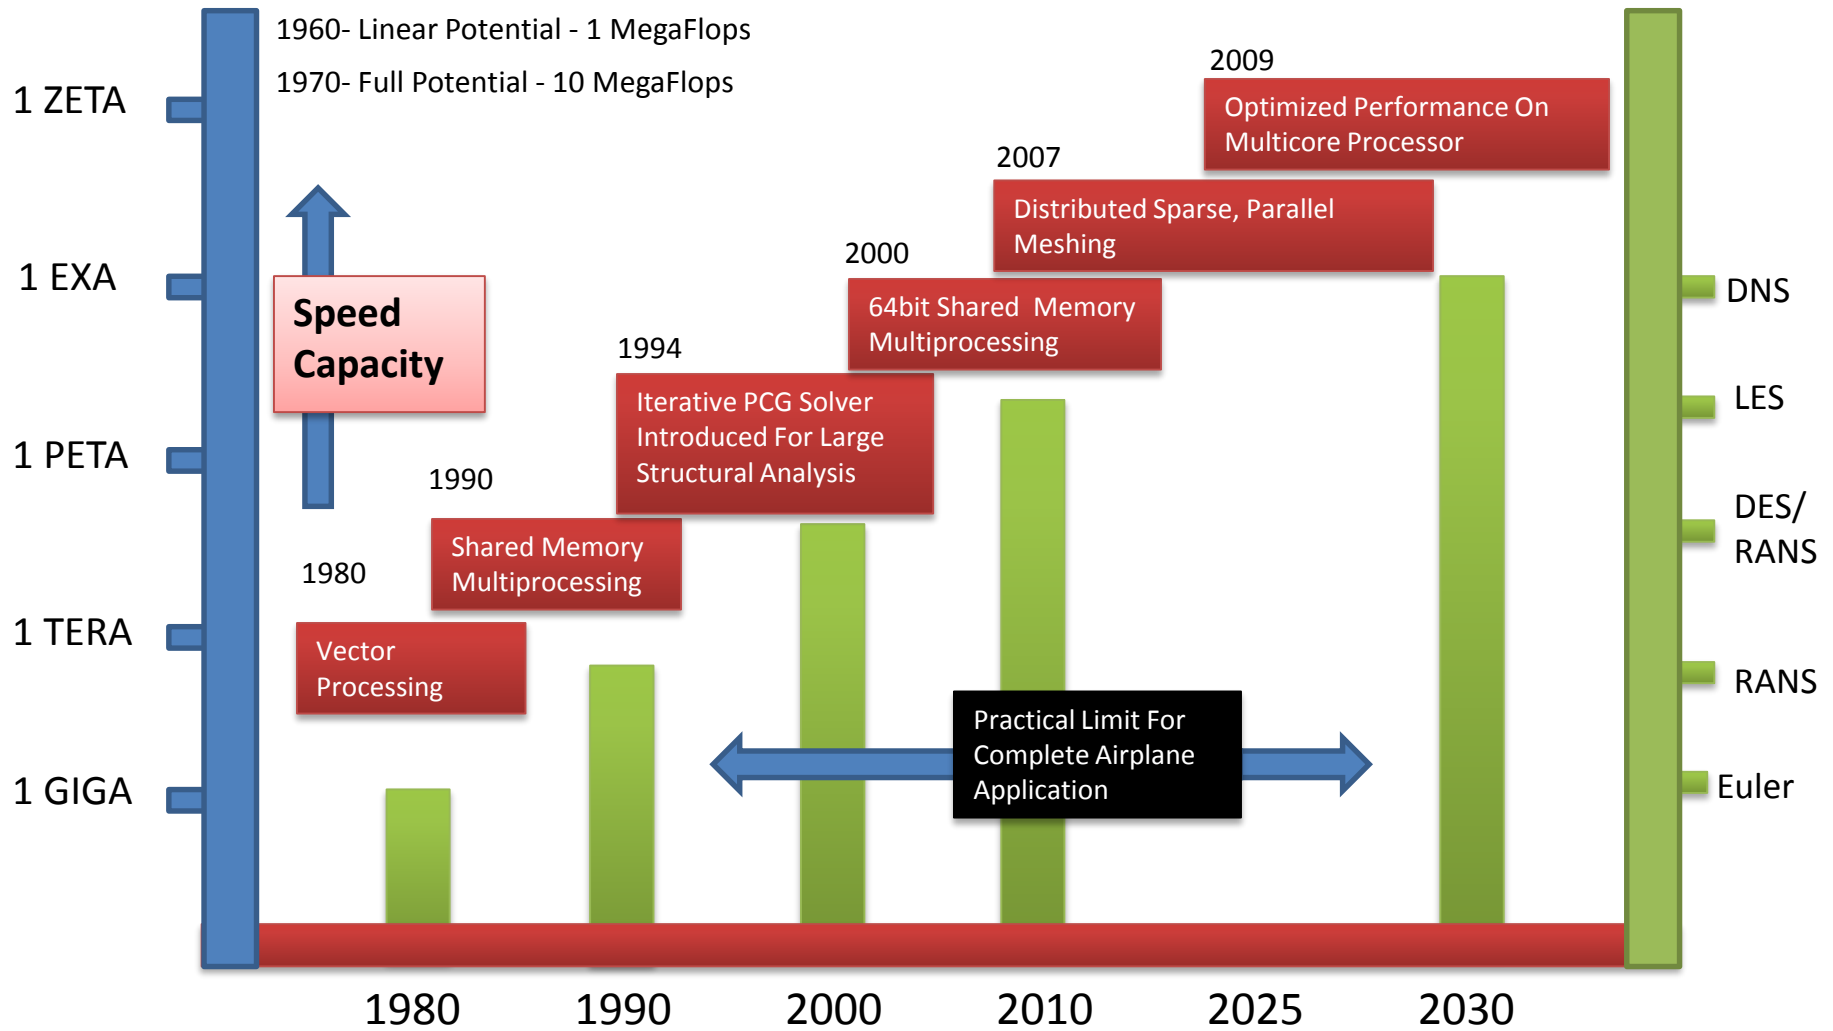 1960- Linear Potential - 1 MegaFlops
1970- Full Potential - 10 MegaFlops
1 ZETA
1 EXA
1 PETA
1 TERA
1 GIGA
Speed
Capacity
1980
Vector
Processing
1990
Shared Memory
Multiprocessing
1994
Iterative PCG Solver
Introduced For Large
Structural Analysis
2000
64bit Shared Memory
Multiprocessing
2007
Distributed Sparse, Parallel
Meshing
2009
Optimized Performance On
Multicore Processor
Practical Limit For
Complete Airplane
Application
DNS
LES
DES/
RANS
RANS
Euler
1980 1990 2000 2010 2025 2030